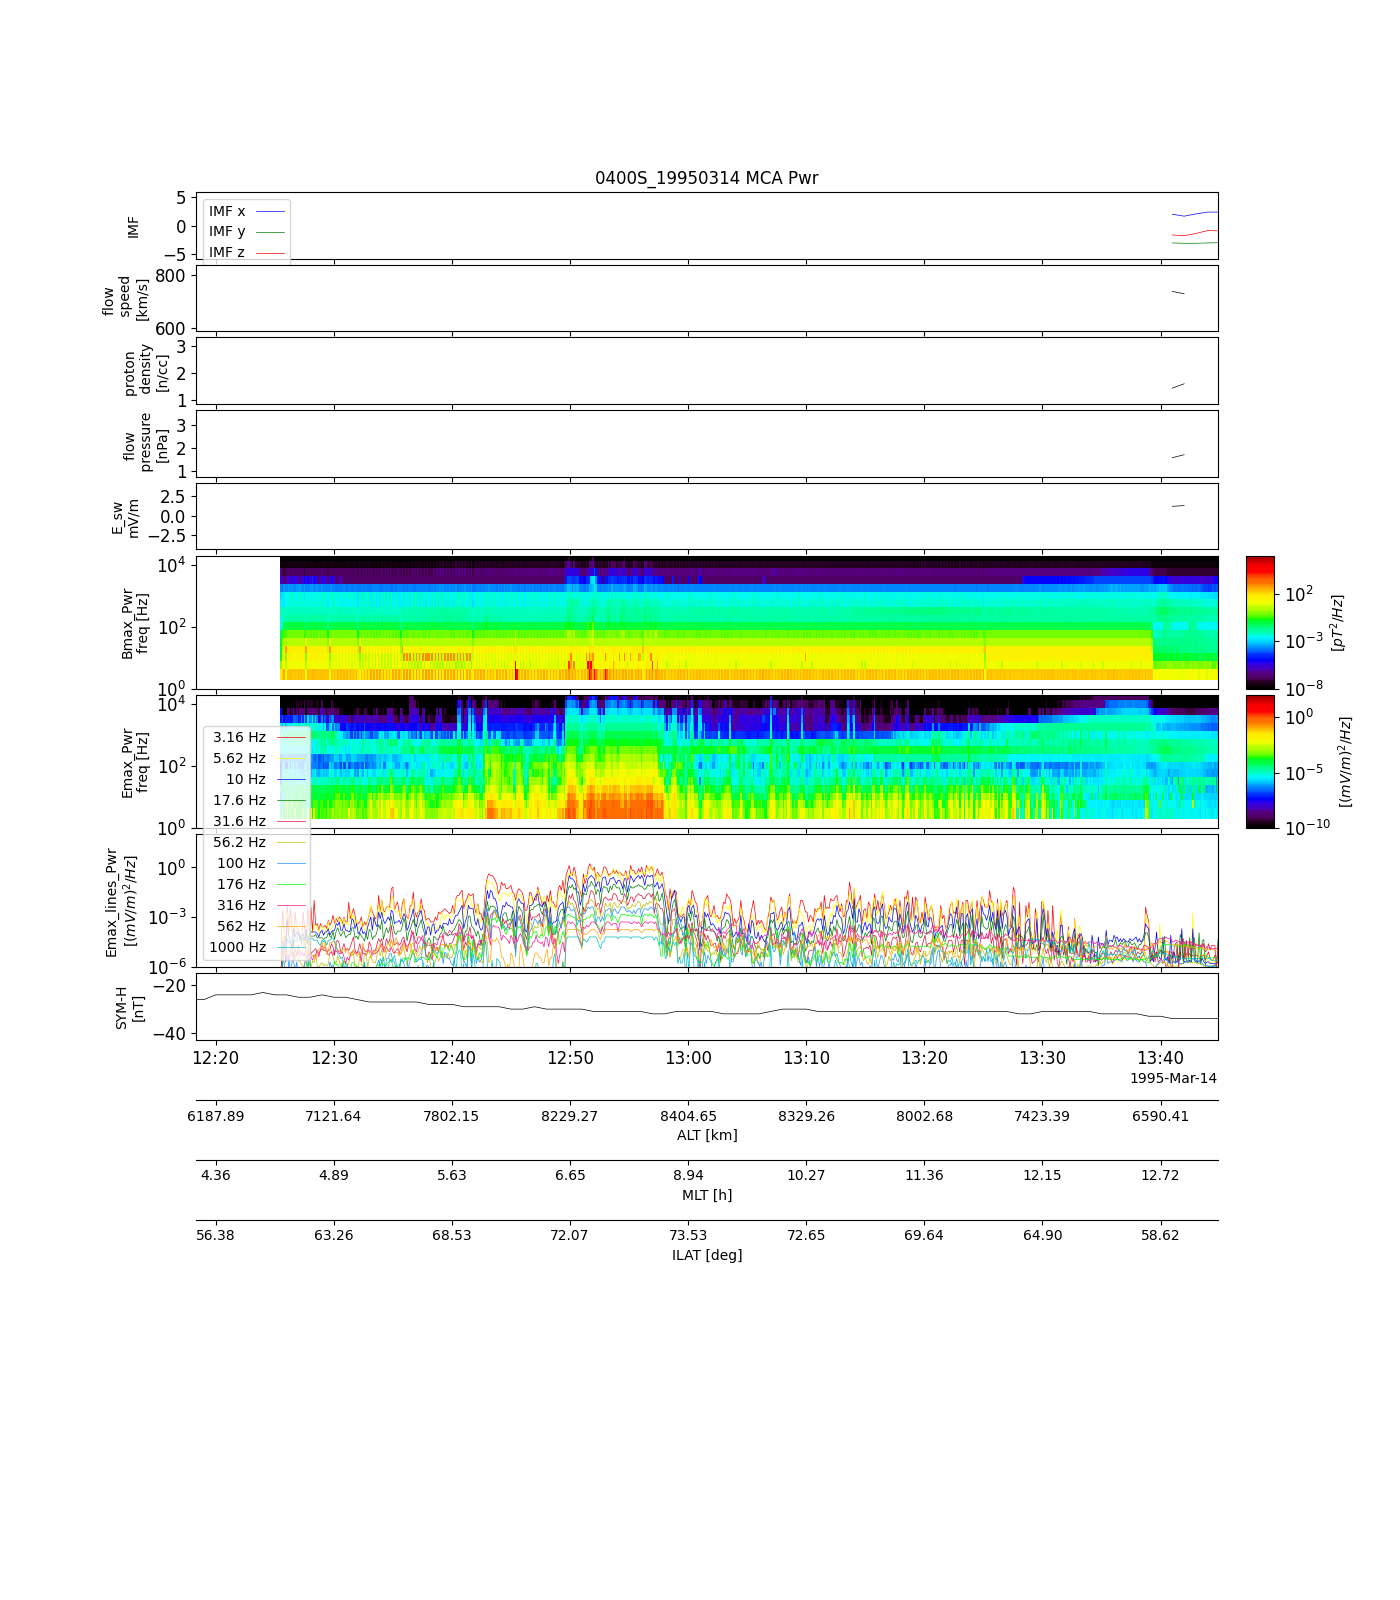 0400S_19950314 MCA Pwr
IMF
5
0
−5
IMF x
IMF y
IMF z
flow
speed
[km/s]
800
600
proton
density
[n/cc]
3
2
1
flow
pressure
[nPa]
3
2
1
E_sw
mV/m
2.5
0.0
−2.5
Bmax_Pwr
freq [Hz]
10^4
10^2
10^0
10^2
10^−3
10^−8
[pT^2/Hz]
Emax_Pwr
freq [Hz]
10^4
10^2
10^0
10^0
10^−5
10^−10
[(mV/m)^2/Hz]
3.16 Hz
5.62 Hz
10 Hz
17.6 Hz
31.6 Hz
56.2 Hz
100 Hz
176 Hz
316 Hz
562 Hz
1000 Hz
Emax_lines_Pwr
[(mV/m)^2/Hz]
10^0
10^−3
10^−6
SYM-H
[nT]
−20
−40
12:20 12:30 12:40 12:50 13:00 13:10 13:20 13:30 13:40
1995-Mar-14
6187.89 7121.64 7802.15 8229.27 8404.65 8329.26 8002.68 7423.39 6590.41
ALT [km]
4.36 4.89 5.63 6.65 8.94 10.27 11.36 12.15 12.72
MLT [h]
56.38 63.26 68.53 72.07 73.53 72.65 69.64 64.90 58.62
ILAT [deg]